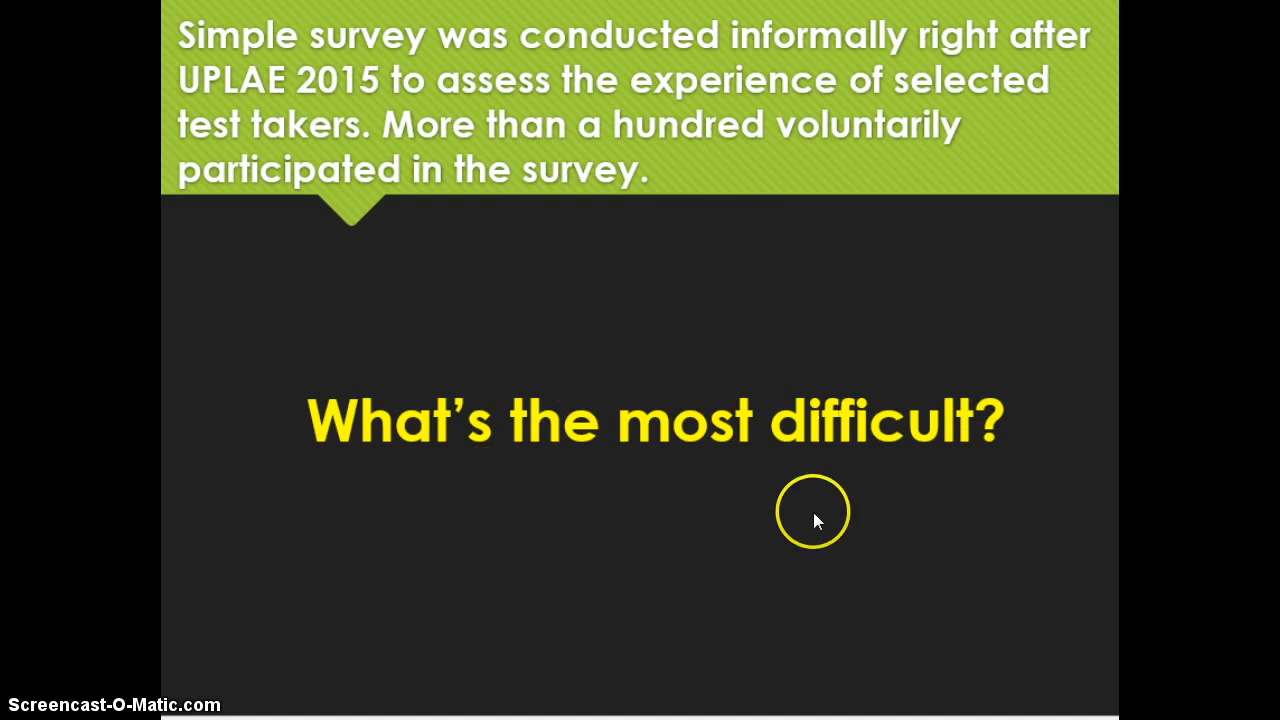 Simple survey was conducted informally right after
UPLAE 2015 to assess the experience of selected
test takers. More than a hundred voluntarily
participated in the survey.
What's the most difficult?
Screencast-O-Matic.com